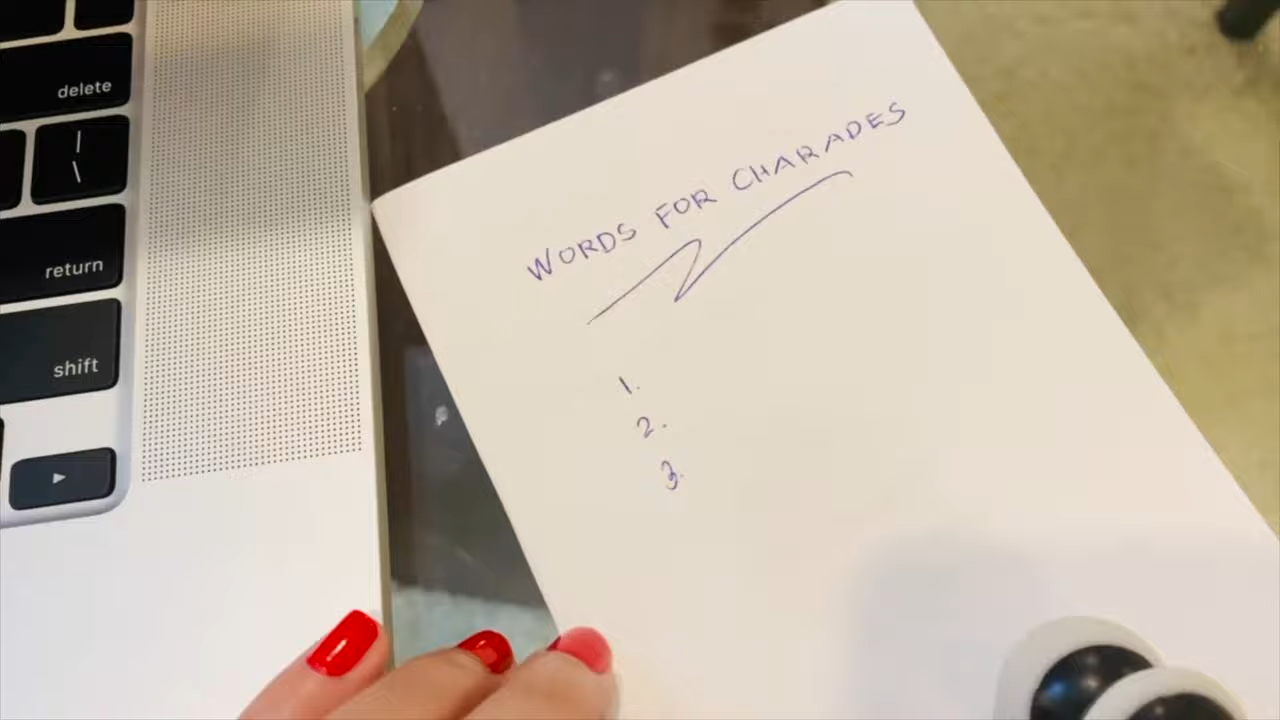 delete
|
\
return
shift
WORDS FOR CHARADES
1.
2.
3.